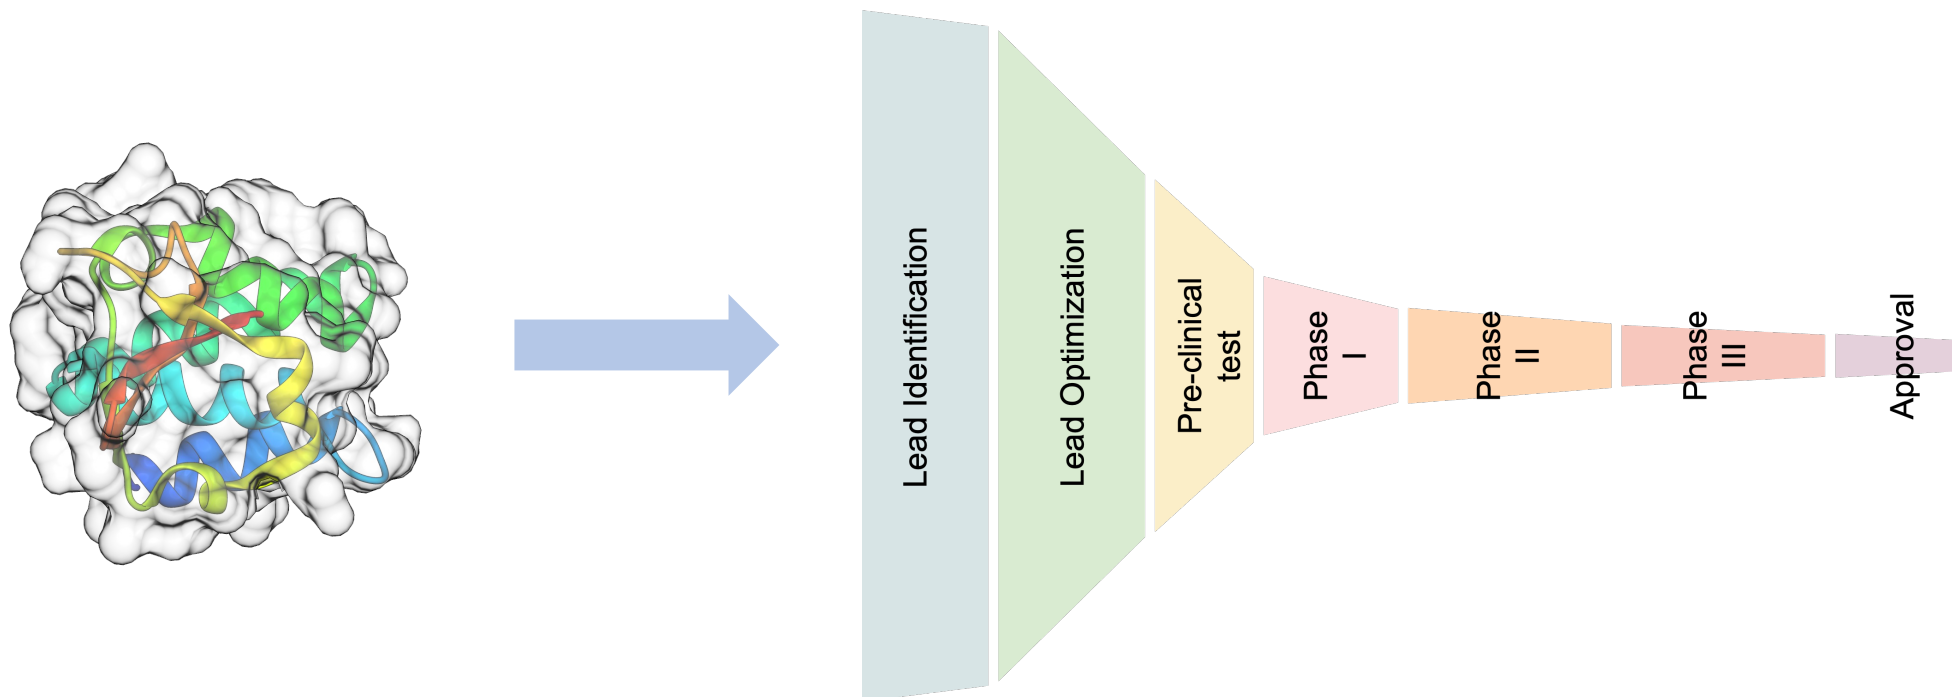 Lead Identification
Lead Optimization
Pre-clinical
test
Phase
I
Phase
II
Phase
III
Approval